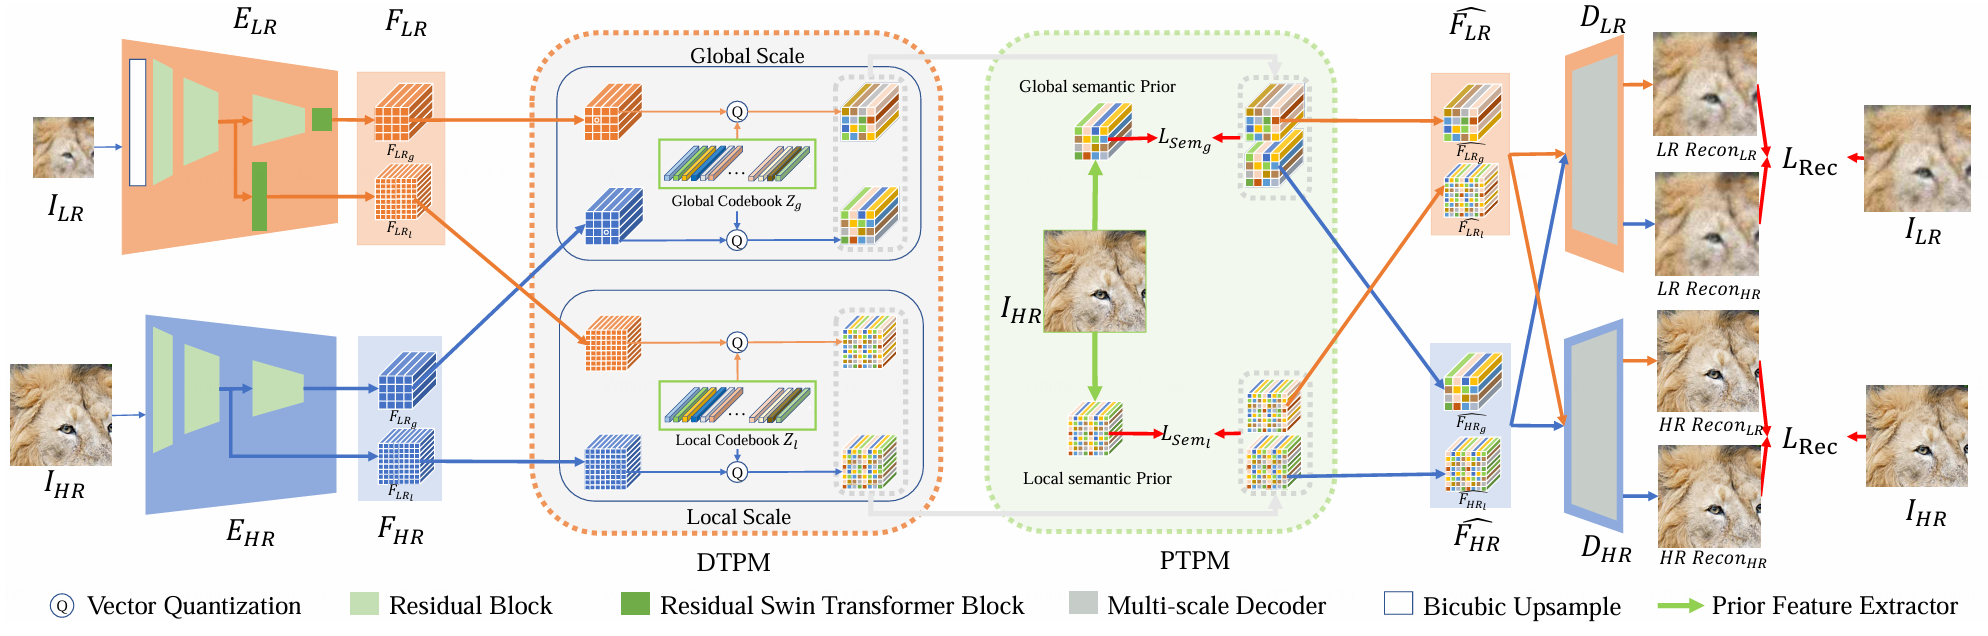 E_{LR}
F_{LR}
I_{LR}
F_{LR_g}
F_{LR_l}
I_{HR}
E_{HR}
F_{LR_g}
F_{LR_l}
F_{HR}
Global Scale
Q
Global Codebook Z_g
Q
Q
Local Codebook Z_l
Q
Local Scale
DTPM
Global semantic Prior
L_{Sem_g}
I_{HR}
L_{Sem_l}
Local semantic Prior
PTPM
\widehat{F_{LR}}
\widehat{F_{LR_g}}
\widehat{F_{LR_l}}
\widehat{F_{HR_g}}
\widehat{F_{HR_l}}
\widehat{F_{HR}}
D_{LR}
LR Recon_{LR}
LR Recon_{HR}
L_{Rec}
I_{LR}
HR Recon_{LR}
HR Recon_{HR}
D_{HR}
L_{Rec}
I_{HR}
Q Vector Quantization
Residual Block
Residual Swin Transformer Block
Multi-scale Decoder
Bicubic Upsample
Prior Feature Extractor